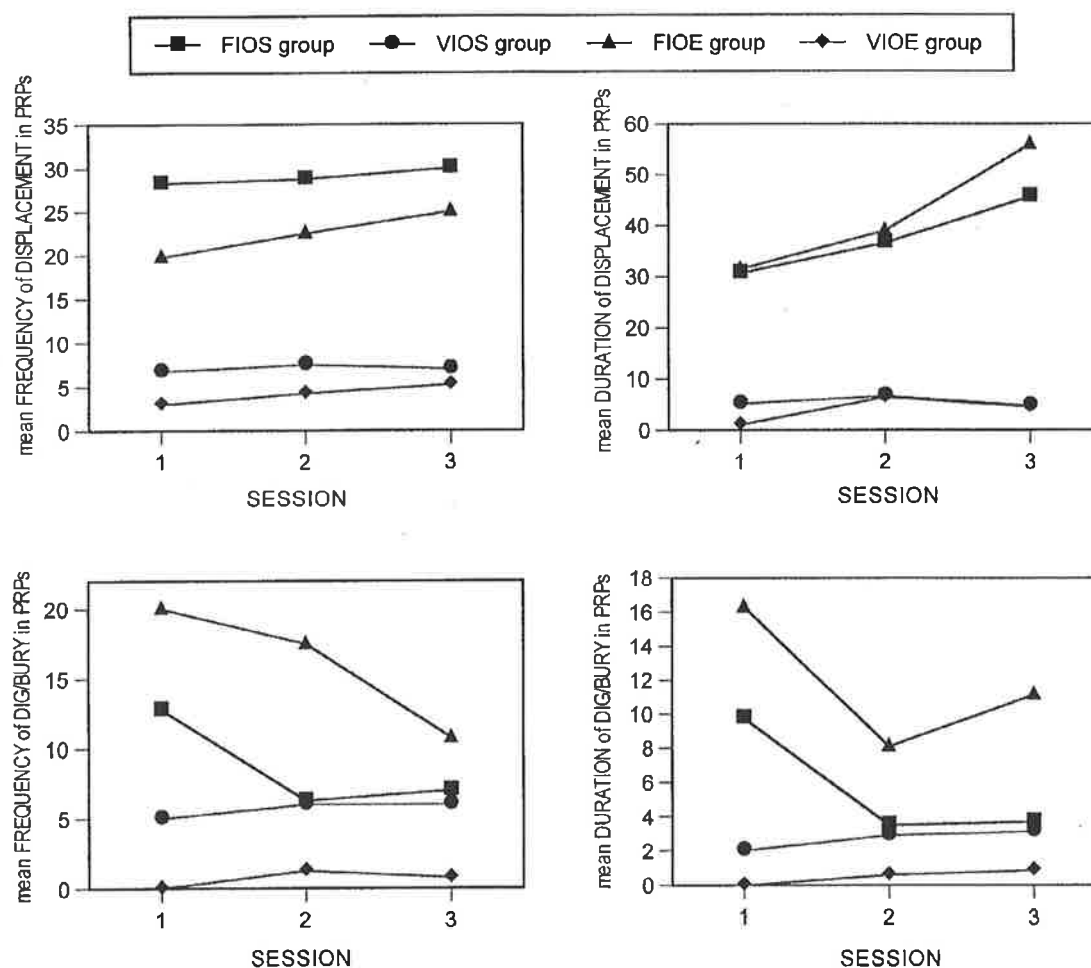 FIOS group VIOS group FIOE group VIOE group
mean FREQUENCY of DISPLACEMENT in PRPs
35
30
25
20
15
10
5
0
1 2 3
SESSION
mean DURATION of DISPLACEMENT in PRPs
60
50
40
30
20
10
0
1 2 3
SESSION
mean FREQUENCY of DIG/BURY in PRPs
20
15
10
5
0
1 2 3
SESSION
mean DURATION of DIG/BURY in PRPs
18
16
14
12
10
8
6
4
2
0
1 2 3
SESSION